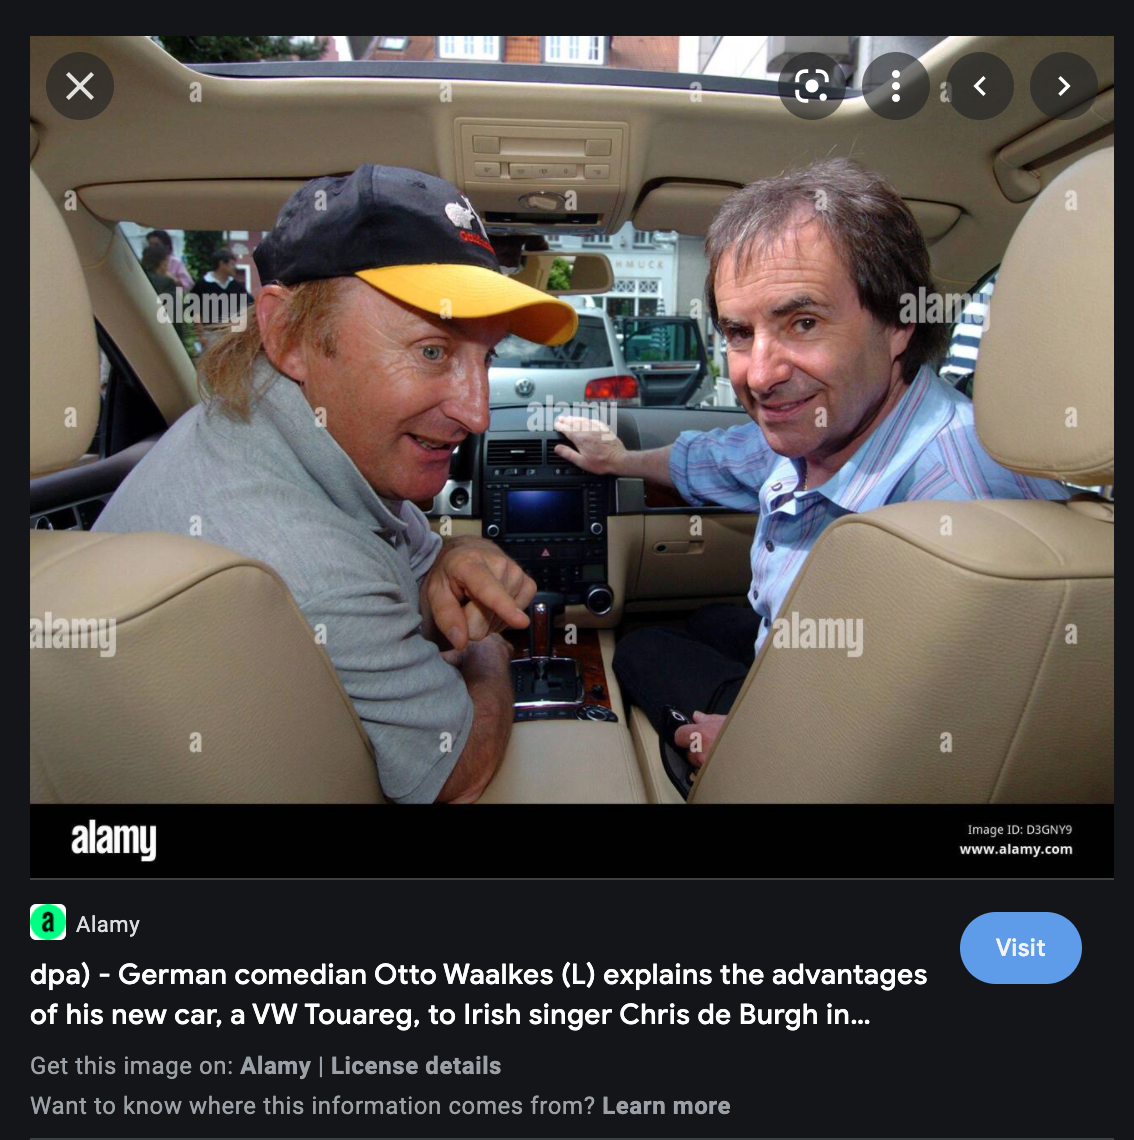 SCHMUCK
alamy
alamy
alamy
alamy
alamy
alamy
Image ID: D3GNY9
www.alamy.com
a Alamy
Visit
dpa) - German comedian Otto Waalkes (L) explains the advantages
of his new car, a VW Touareg, to Irish singer Chris de Burgh in...
Get this image on: Alamy | License details
Want to know where this information comes from? Learn more